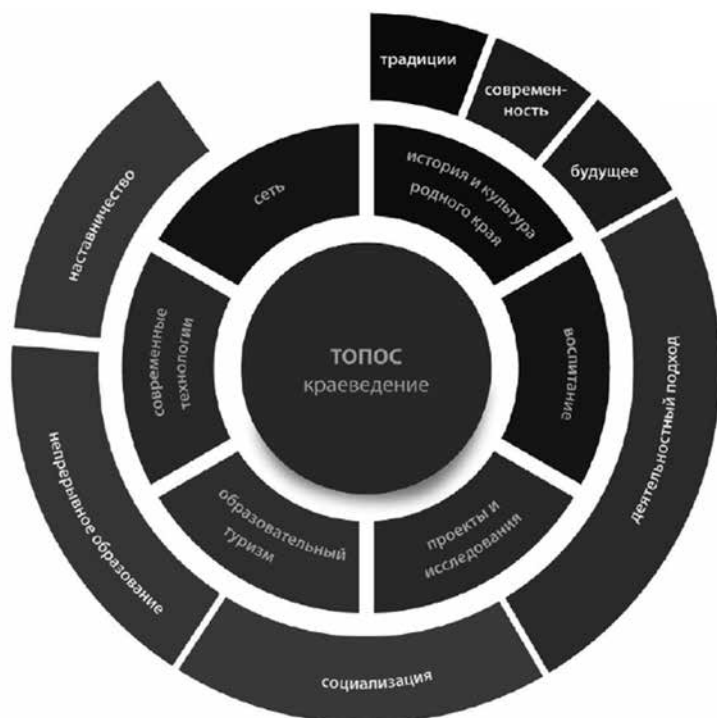 традиции
современ-
ность
будущее
деятельностный подход
социализация
непрерывное образование
наставничество
история и культура
родного края
воспитание
проекты и
исследования
образовательный
туризм
современные
технологии
сеть
ТОПОС
краеведение